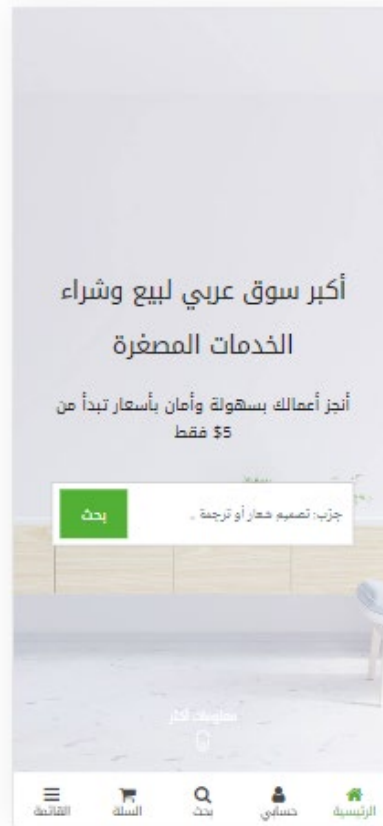 أكبر سوق عربي لبيع وشراء
الخدمات المصغرة
أنجز أعمالك بسهولة وأمان بأسعار تبدأ من
5$ فقط
جرّب: تصميم شعار أو ترجمة ..
بحث
معلومات أكثر
الرئيسية
حسابي
بحث
السلة
القائمة